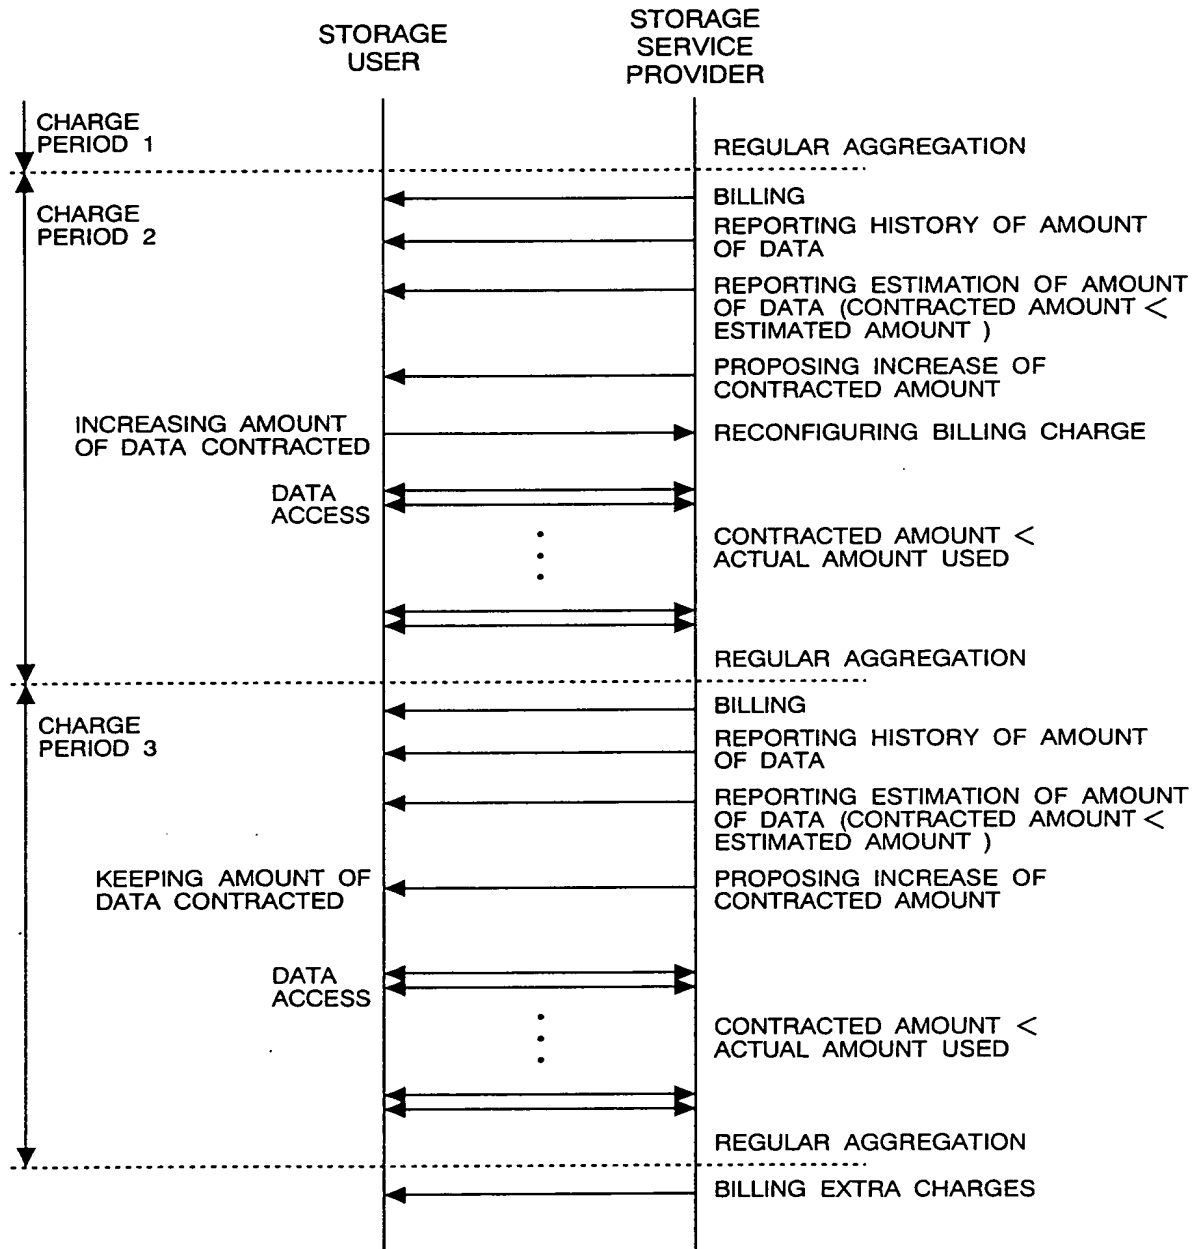 STORAGE
USER
STORAGE
SERVICE
PROVIDER
CHARGE
PERIOD 1
REGULAR AGGREGATION
CHARGE
PERIOD 2
BILLING
REPORTING HISTORY OF AMOUNT
OF DATA
REPORTING ESTIMATION OF AMOUNT
OF DATA (CONTRACTED AMOUNT <
ESTIMATED AMOUNT )
PROPOSING INCREASE OF
CONTRACTED AMOUNT
INCREASING AMOUNT
OF DATA CONTRACTED
RECONFIGURING BILLING CHARGE
DATA
ACCESS
CONTRACTED AMOUNT <
ACTUAL AMOUNT USED
REGULAR AGGREGATION
CHARGE
PERIOD 3
BILLING
REPORTING HISTORY OF AMOUNT
OF DATA
REPORTING ESTIMATION OF AMOUNT
OF DATA (CONTRACTED AMOUNT <
ESTIMATED AMOUNT )
KEEPING AMOUNT OF
DATA CONTRACTED
PROPOSING INCREASE OF
CONTRACTED AMOUNT
DATA
ACCESS
CONTRACTED AMOUNT <
ACTUAL AMOUNT USED
REGULAR AGGREGATION
BILLING EXTRA CHARGES